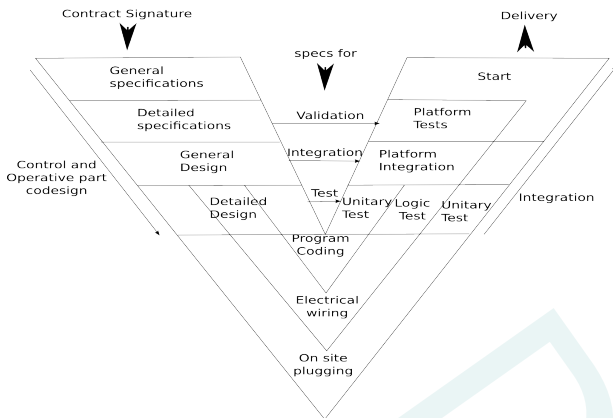 Contract Signature
Delivery
specs for
General
specifications
Start
Detailed
specifications
Validation
Platform
Tests
General
Design
Integration
Platform
Integration
Control and
Operative part
codesign
Detailed
Design
Test
Unitary
Test
Logic
Test
Unitary
Test
Integration
Program
Coding
Electrical
wiring
On site
plugging